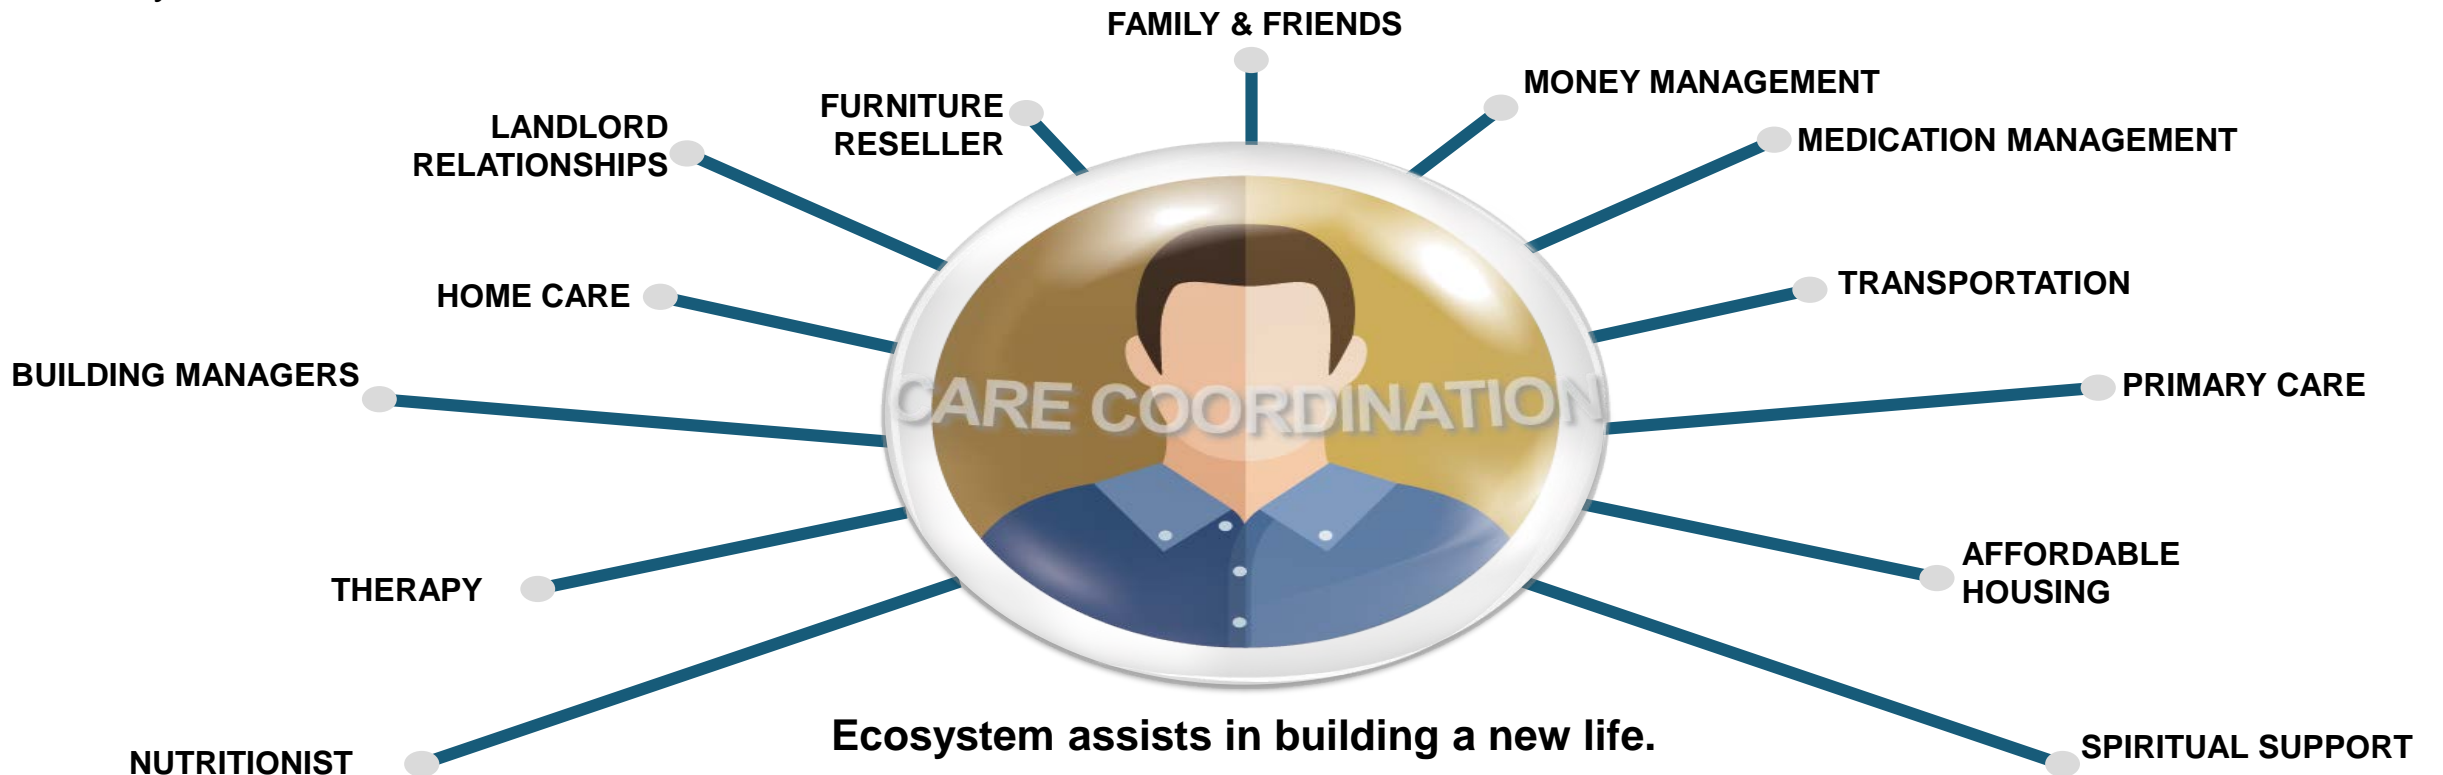 FAMILY & FRIENDS
MONEY MANAGEMENT
FURNITURE
RESELLER
LANDLORD
RELATIONSHIPS
MEDICATION MANAGEMENT
HOME CARE
TRANSPORTATION
BUILDING MANAGERS
PRIMARY CARE
CARE COORDINATION
THERAPY
AFFORDABLE
HOUSING
NUTRITIONIST
Ecosystem assists in building a new life.
SPIRITUAL SUPPORT